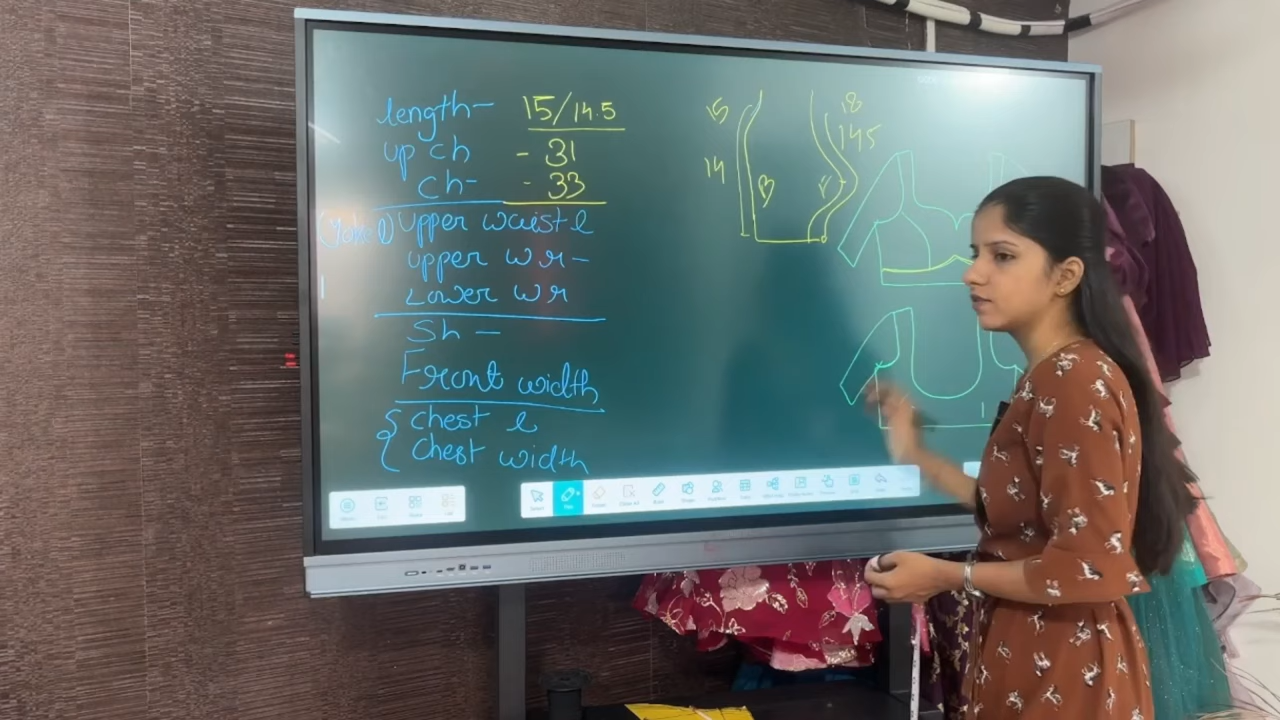 length- 15/14.5
up ch - 31
ch- - 33
(Yoke l) Upper waist l
upper wr-
Lower wr
Sh -
Front width
{ chest l
{ chest width
15
14
B
F
18
14.5